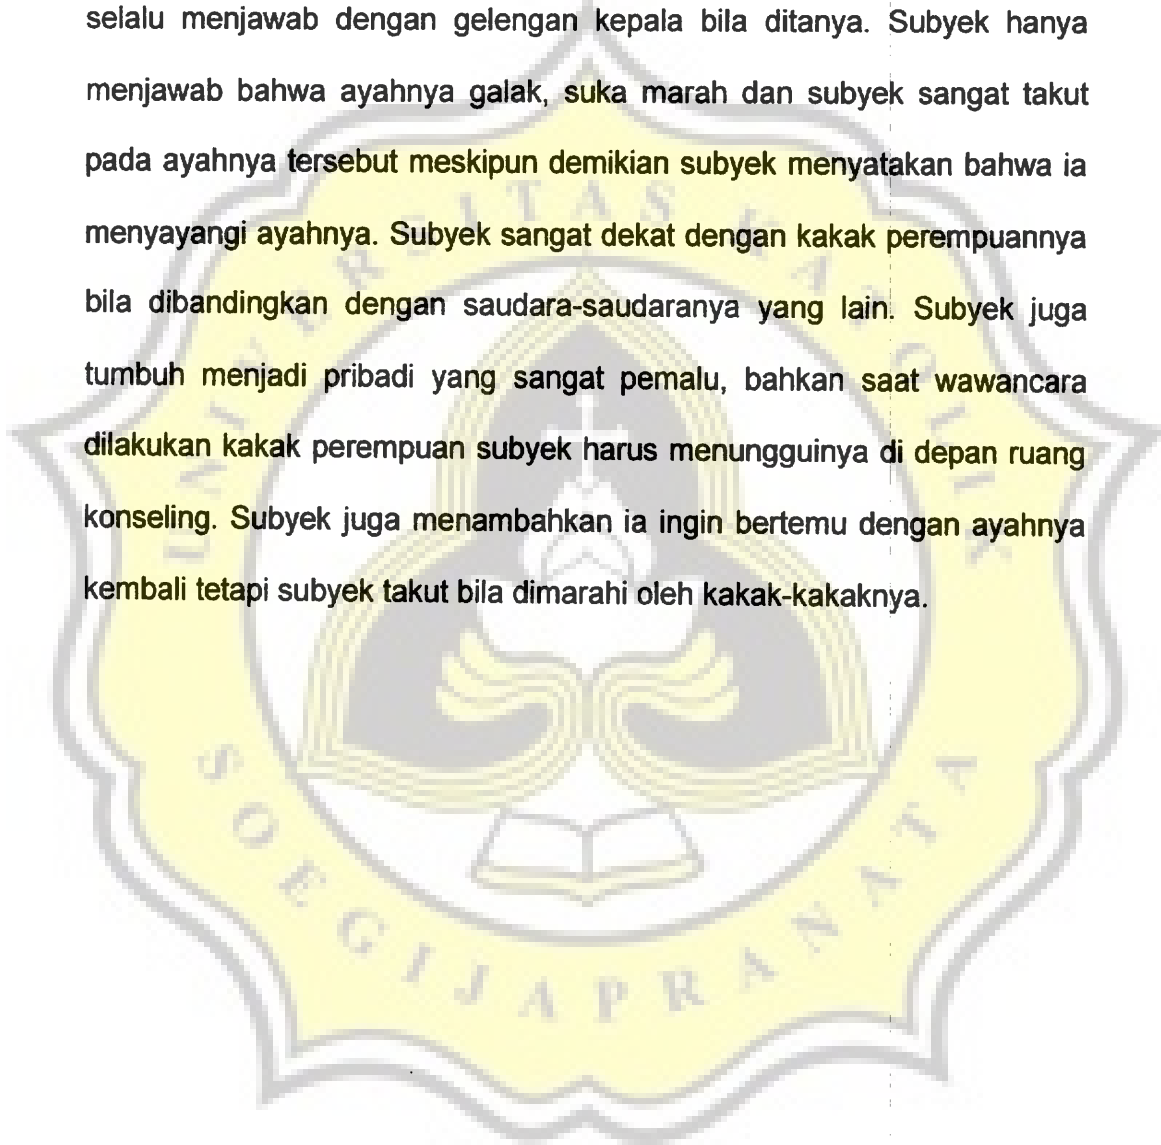 selalu menjawab dengan gelengan kepala bila ditanya. Subyek hanya
menjawab bahwa ayahnya galak, suka marah dan subyek sangat takut
pada ayahnya tersebut meskipun demikian subyek menyatakan bahwa ia
menyayangi ayahnya. Subyek sangat dekat dengan kakak perempuannya
bila dibandingkan dengan saudara-saudaranya yang lain. Subyek juga
tumbuh menjadi pribadi yang sangat pemalu, bahkan saat wawancara
dilakukan kakak perempuan subyek harus menungguinya di depan ruang
konseling. Subyek juga menambahkan ia ingin bertemu dengan ayahnya
kembali tetapi subyek takut bila dimarahi oleh kakak-kakaknya.
UNIVERSITAS KATOLIK
SOEGIJAPRANATA